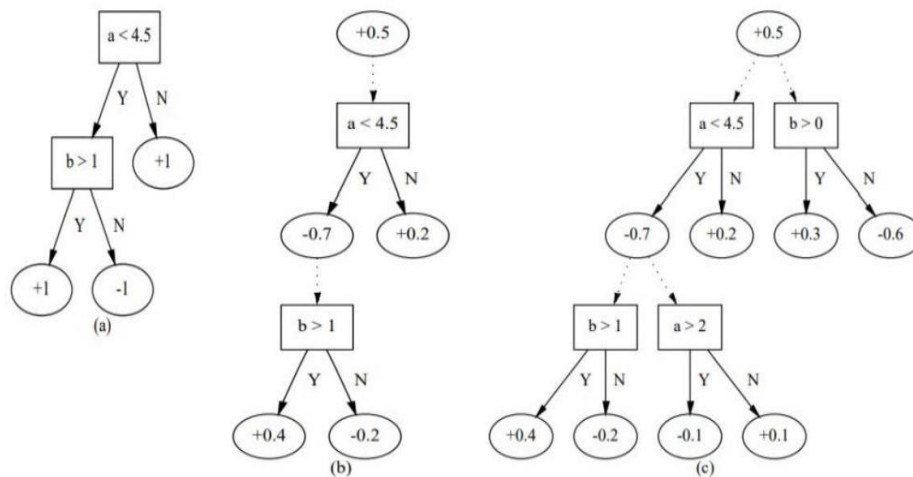 a < 4.5
Y N
b > 1 +1
Y N
+1 -1
(a)
+0.5
a < 4.5
Y N
-0.7 +0.2
b > 1
Y N
+0.4 -0.2
(b)
+0.5
a < 4.5 b > 0
Y N Y N
-0.7 +0.2 +0.3 -0.6
b > 1 a > 2
Y N Y N
+0.4 -0.2 -0.1 +0.1
(c)